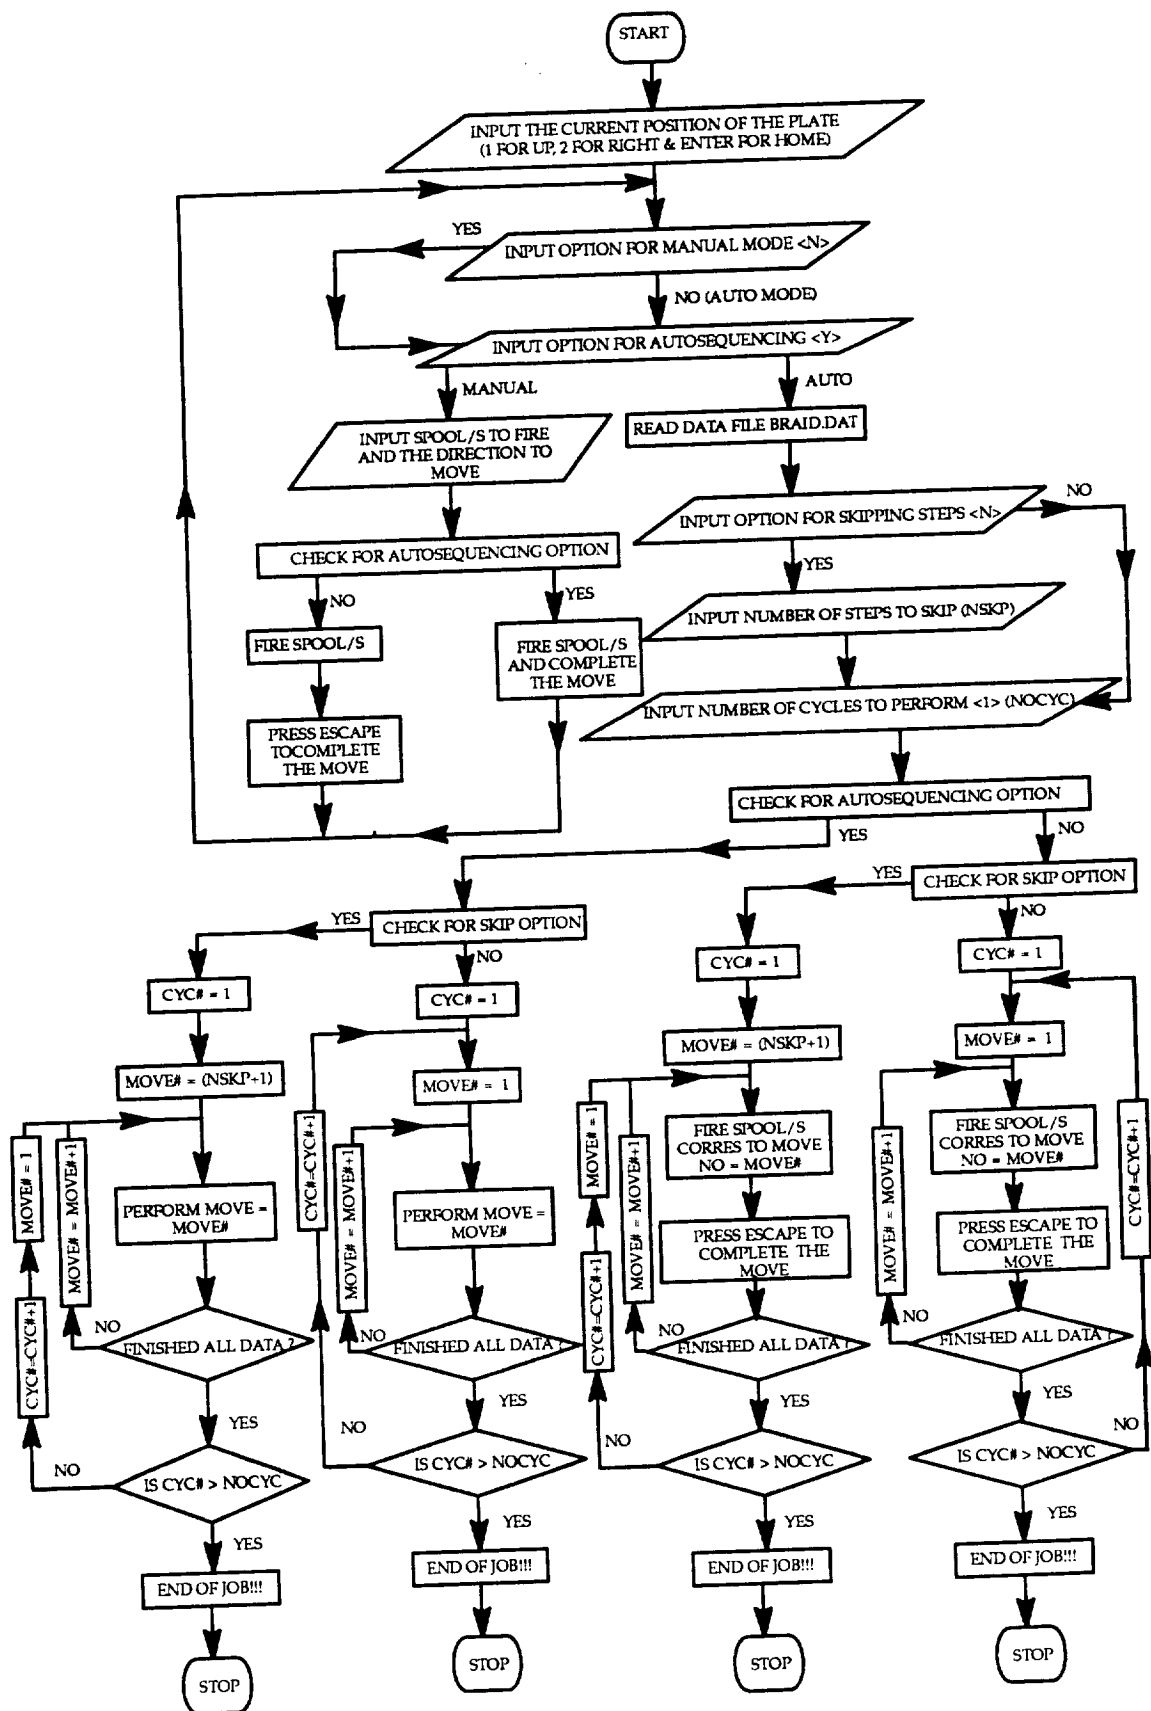 START
INPUT THE CURRENT POSITION OF THE PLATE
(1 FOR UP, 2 FOR RIGHT & ENTER FOR HOME)
YES
INPUT OPTION FOR MANUAL MODE <N>
NO (AUTO MODE)
INPUT OPTION FOR AUTOSEQUENCING <Y>
MANUAL
AUTO
INPUT SPOOL/S TO FIRE
AND THE DIRECTION TO
MOVE
READ DATA FILE BRAID.DAT
INPUT OPTION FOR SKIPPING STEPS <N>
NO
CHECK FOR AUTOSEQUENCING OPTION
YES
NO
YES
INPUT NUMBER OF STEPS TO SKIP (NSKP)
FIRE SPOOL/S
FIRE SPOOL/S
AND COMPLETE
THE MOVE
INPUT NUMBER OF CYCLES TO PERFORM <1> (NOCYC)
PRESS ESCAPE
TOCOMPLETE
THE MOVE
CHECK FOR AUTOSEQUENCING OPTION
YES
NO
YES
CHECK FOR SKIP OPTION
YES
CHECK FOR SKIP OPTION
NO
NO
CYC# = 1
CYC# = 1
CYC# = 1
CYC# = 1
MOVE# = (NSKP+1)
MOVE# = 1
MOVE# = (NSKP+1)
MOVE# = 1
MOVE# = 1
MOVE# = MOVE#+1
CYC#=CYC#+1
MOVE# = MOVE#+1
MOVE# = 1
MOVE# = MOVE#+1
MOVE# = MOVE#+1
CYC#=CYC#+1
PERFORM MOVE =
MOVE#
PERFORM MOVE =
MOVE#
FIRE SPOOL/S
CORRES TO MOVE
NO = MOVE#
FIRE SPOOL/S
CORRES TO MOVE
NO = MOVE#
PRESS ESCAPE TO
COMPLETE THE
MOVE
PRESS ESCAPE TO
COMPLETE THE
MOVE
CYC#=CYC#+1
CYC#=CYC#+1
NO
FINISHED ALL DATA ?
NO
FINISHED ALL DATA ?
NO
FINISHED ALL DATA ?
NO
FINISHED ALL DATA ?
YES
YES
YES
YES
NO
IS CYC# > NOCYC
NO
IS CYC# > NOCYC
NO
IS CYC# > NOCYC
NO
IS CYC# > NOCYC
YES
YES
YES
YES
END OF JOB!!!
END OF JOB!!!
END OF JOB!!!
END OF JOB!!!
STOP
STOP
STOP
STOP